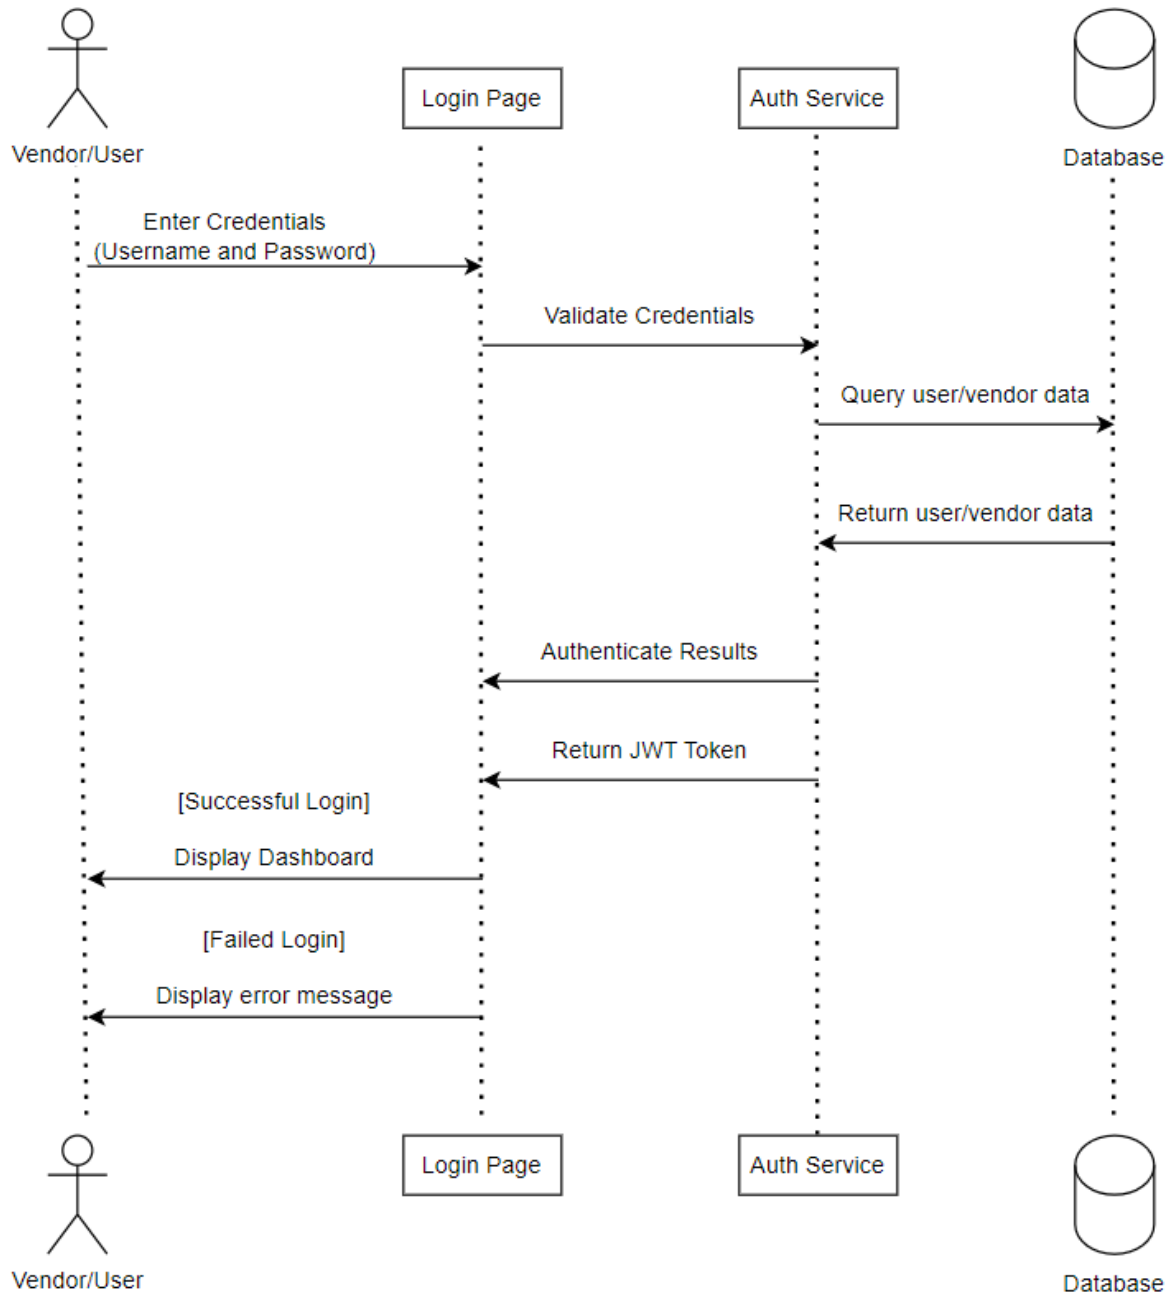 Login Page
Auth Service
Vendor/User
Database
Enter Credentials
(Username and Password)
Validate Credentials
Query user/vendor data
Return user/vendor data
Authenticate Results
Return JWT Token
[Successful Login]
Display Dashboard
[Failed Login]
Display error message
Login Page
Auth Service
Vendor/User
Database